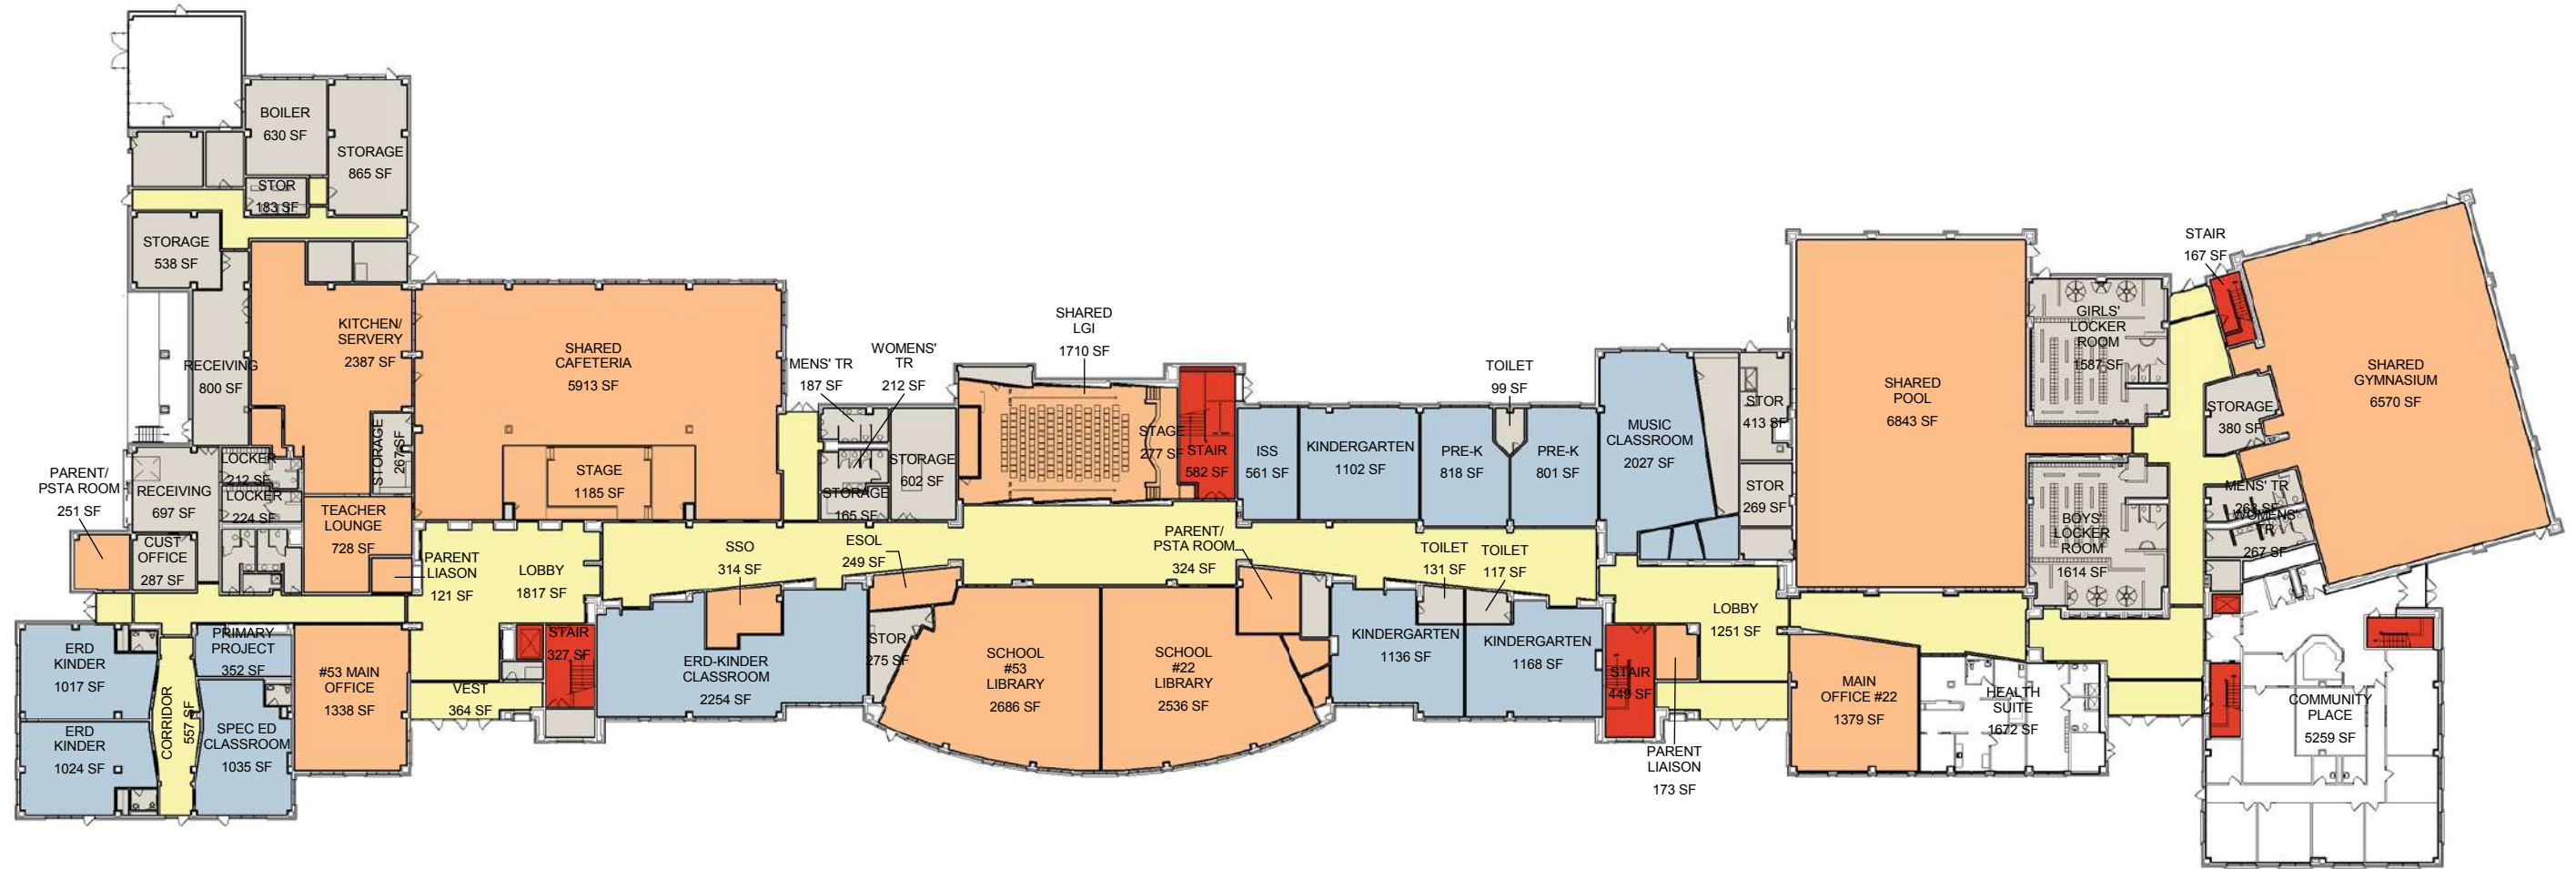 BOILER
630 SF
STORAGE
865 SF
STOR
183 SF
STORAGE
538 SF
KITCHEN/
SERVERY
2387 SF
RECEIVING
800 SF
STORAGE
267 SF
LOCKER
212 SF
LOCKER
224 SF
RECEIVING
697 SF
PARENT/
PSTA ROOM
251 SF
CUST
OFFICE
287 SF
TEACHER
LOUNGE
728 SF
PARENT
LIASON
121 SF
SHARED
CAFETERIA
5913 SF
STAGE
1185 SF
MENS' TR
187 SF
WOMENS'
TR
212 SF
STORAGE
165 SF
STORAGE
602 SF
SHARED
LGI
1710 SF
STAGE
277 SF
STAIR
582 SF
ISS
561 SF
KINDERGARTEN
1102 SF
PRE-K
818 SF
TOILET
99 SF
PRE-K
801 SF
MUSIC
CLASSROOM
2027 SF
STOR
413 SF
STOR
269 SF
SHARED
POOL
6843 SF
GIRLS'
LOCKER
ROOM
1587 SF
BOYS'
LOCKER
ROOM
1614 SF
STAIR
167 SF
STORAGE
380 SF
SHARED
GYMNASIUM
6570 SF
MENS' TR
263 SF
WOMENS'
TR
267 SF
LOBBY
1817 SF
SSO
314 SF
ESOL
249 SF
PARENT/
PSTA ROOM
324 SF
TOILET
131 SF
TOILET
117 SF
LOBBY
1251 SF
ERD
KINDER
1017 SF
ERD
KINDER
1024 SF
CORRIDOR
557 SF
PRIMARY
PROJECT
352 SF
SPEC ED
CLASSROOM
1035 SF
#53 MAIN
OFFICE
1338 SF
VEST
364 SF
STAIR
327 SF
ERD-KINDER
CLASSROOM
2254 SF
STOR
275 SF
SCHOOL
#53
LIBRARY
2686 SF
SCHOOL
#22
LIBRARY
2536 SF
KINDERGARTEN
1136 SF
KINDERGARTEN
1168 SF
STAIR
449 SF
PARENT
LIAISON
173 SF
MAIN
OFFICE #22
1379 SF
HEALTH
SUITE
1672 SF
COMMUNITY
PLACE
5259 SF